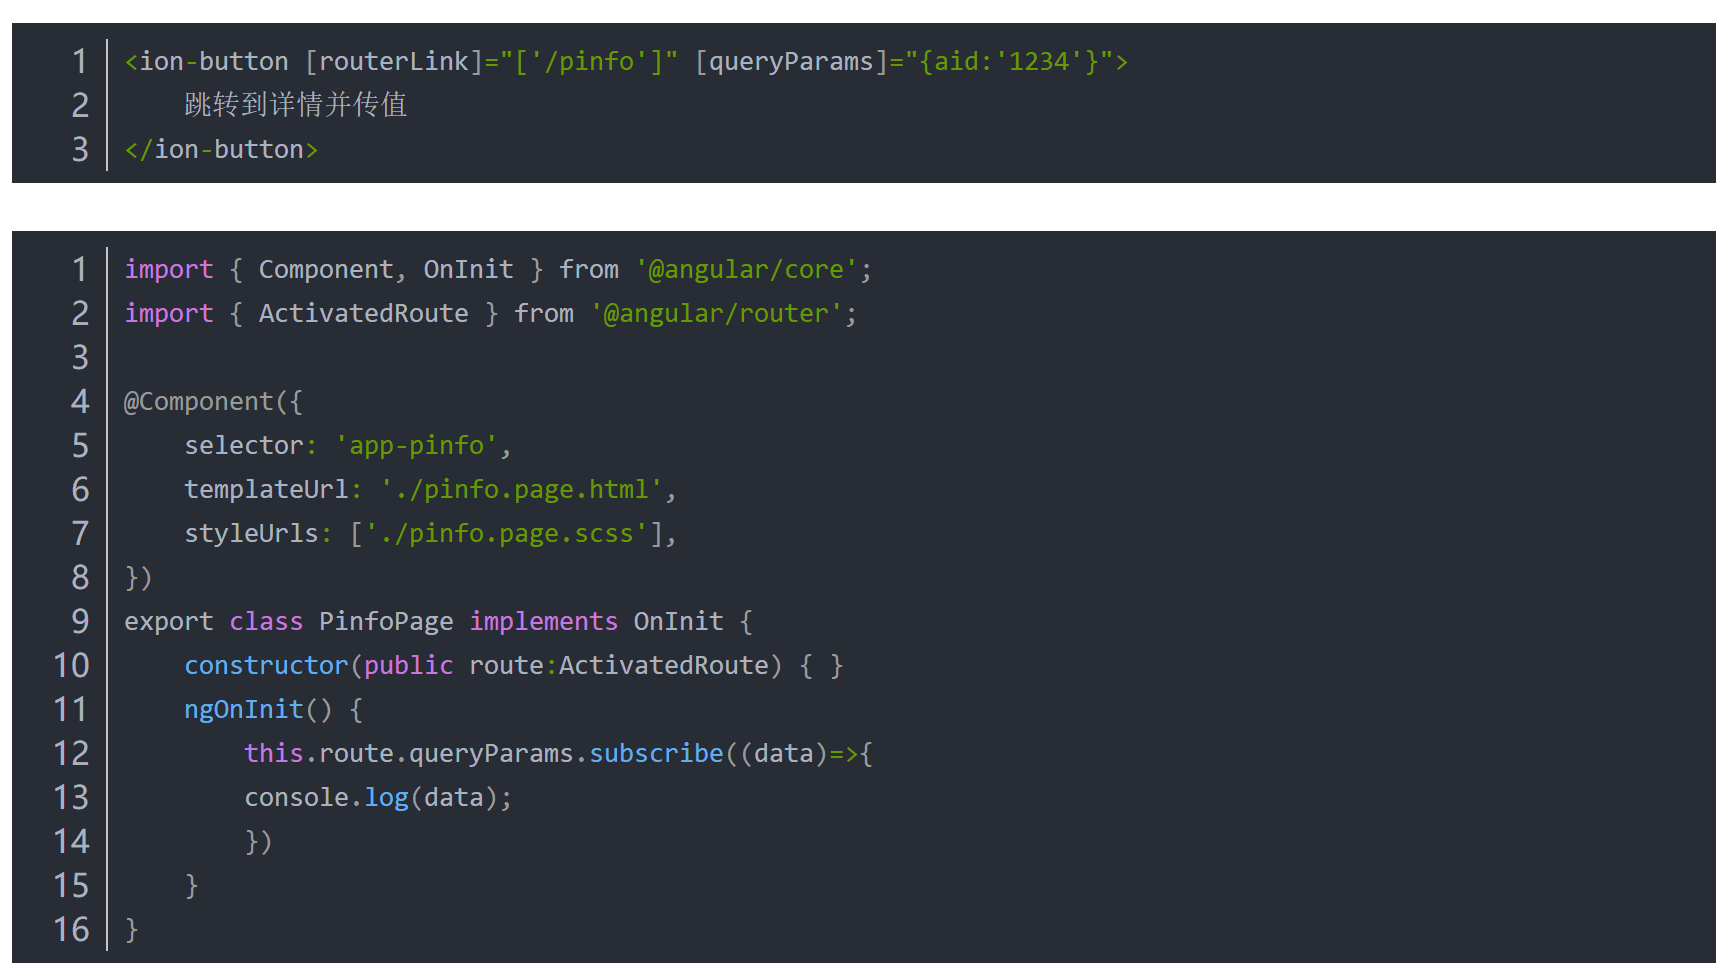 1 <ion-button [routerLink]="['/pinfo']" [queryParams]="{aid:'1234'}">
2     跳转到详情并传值
3 </ion-button>
1 import { Component, OnInit } from '@angular/core';
2 import { ActivatedRoute } from '@angular/router';
3
4 @Component({
5     selector: 'app-pinfo',
6     templateUrl: './pinfo.page.html',
7     styleUrls: ['./pinfo.page.scss'],
8 })
9 export class PinfoPage implements OnInit {
10     constructor(public route:ActivatedRoute) { }
11     ngOnInit() {
12         this.route.queryParams.subscribe((data)=>{
13         console.log(data);
14         })
15     }
16 }